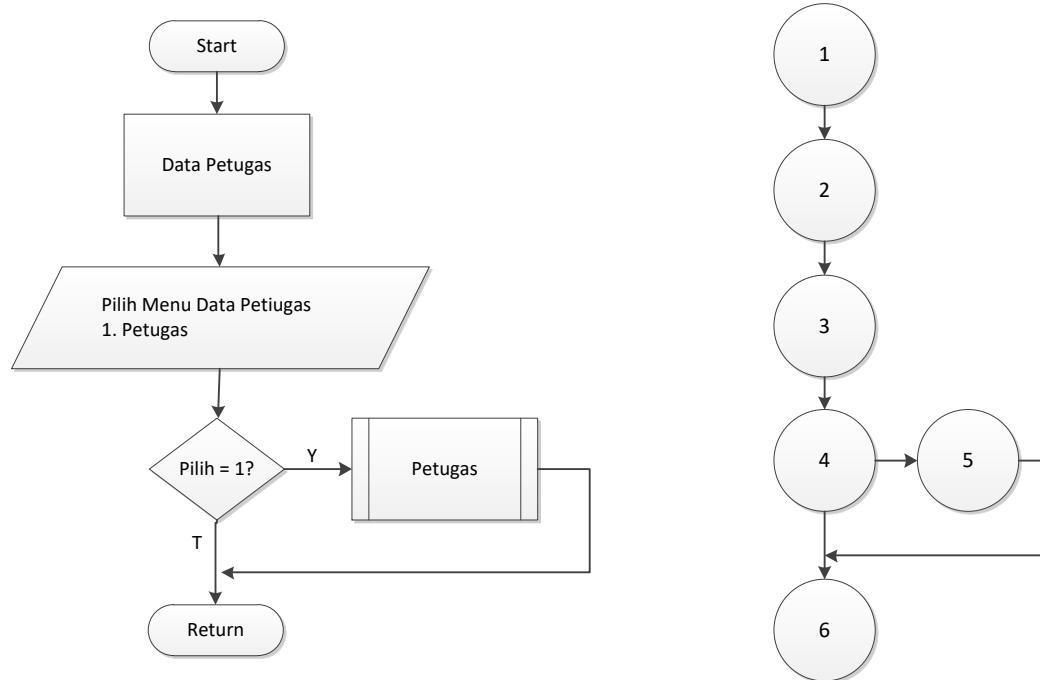 Start
Data Petugas
Pilih Menu Data Petiugas
1. Petugas
Pilih = 1?
Y
Petugas
T
Return
1
2
3
4
5
6